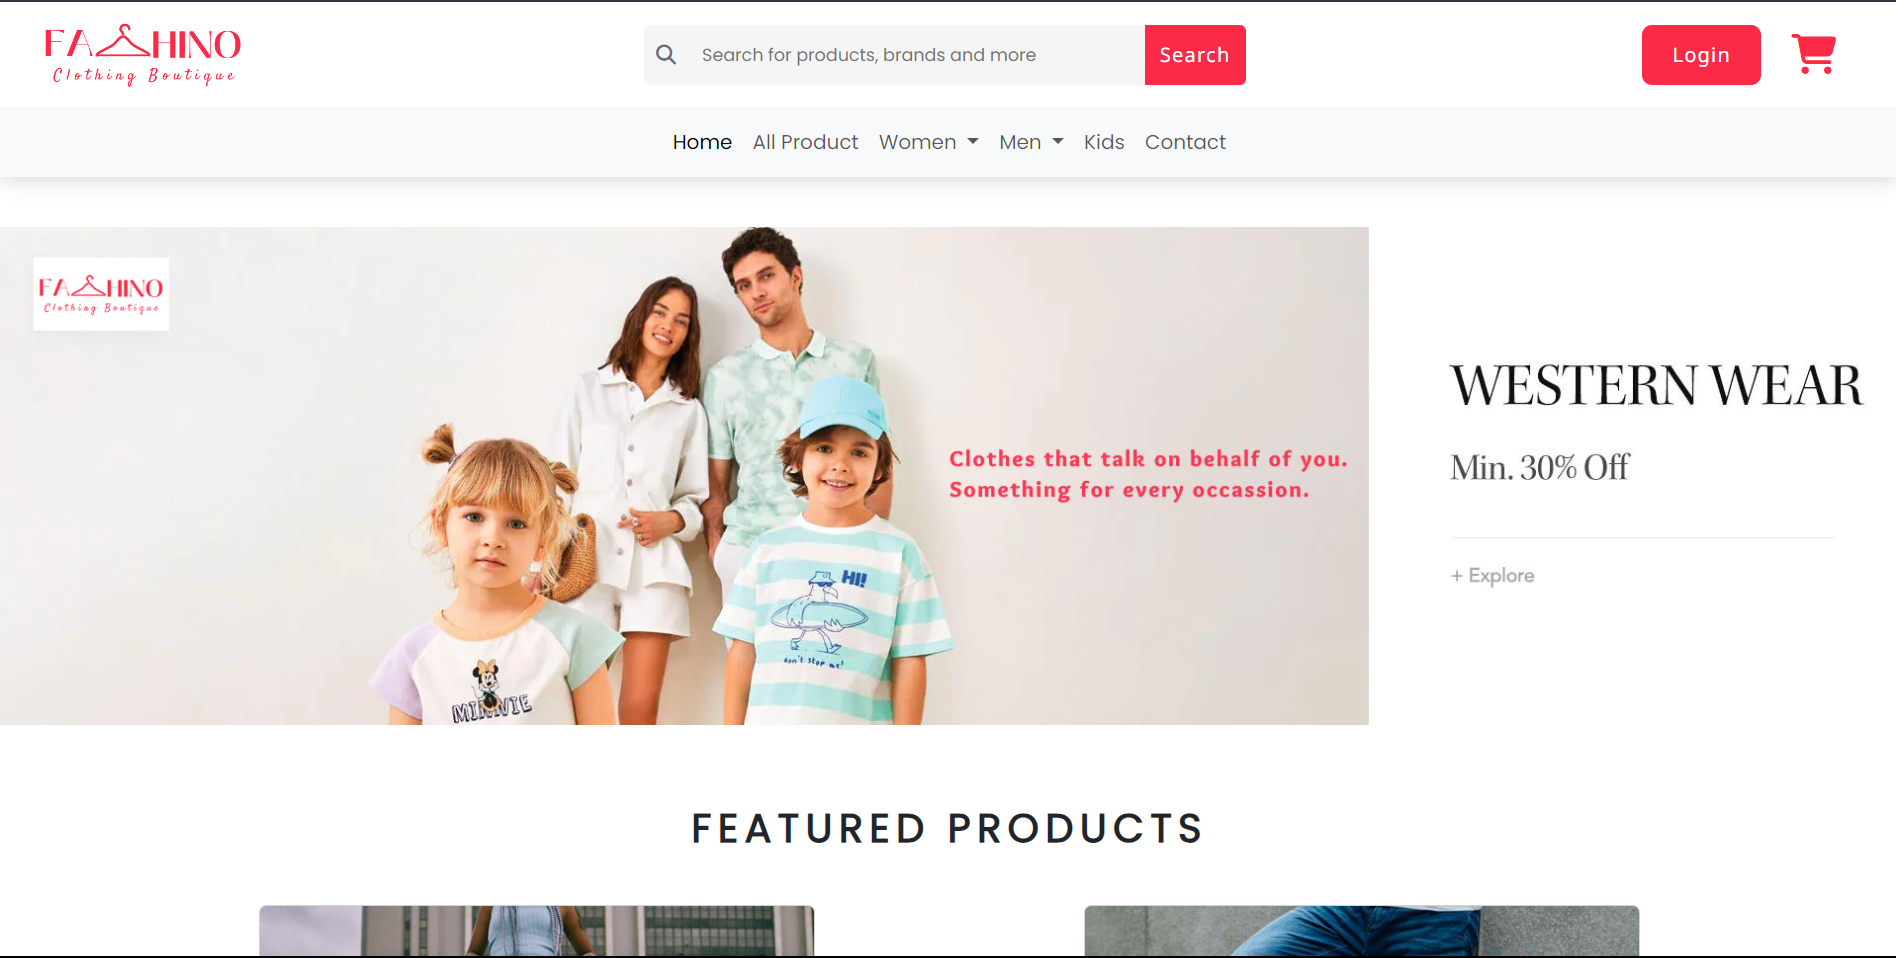 FASHINO
Clothing Boutique
Search for products, brands and more
Search
Login
Home
All Product
Women
Men
Kids
Contact
FASHINO
Clothing Boutique
Clothes that talk on behalf of you.
Something for every occassion.
HI!
don't stop me!
MINNIE
WESTERN WEAR
Min. 30% Off
+ Explore
FEATURED PRODUCTS